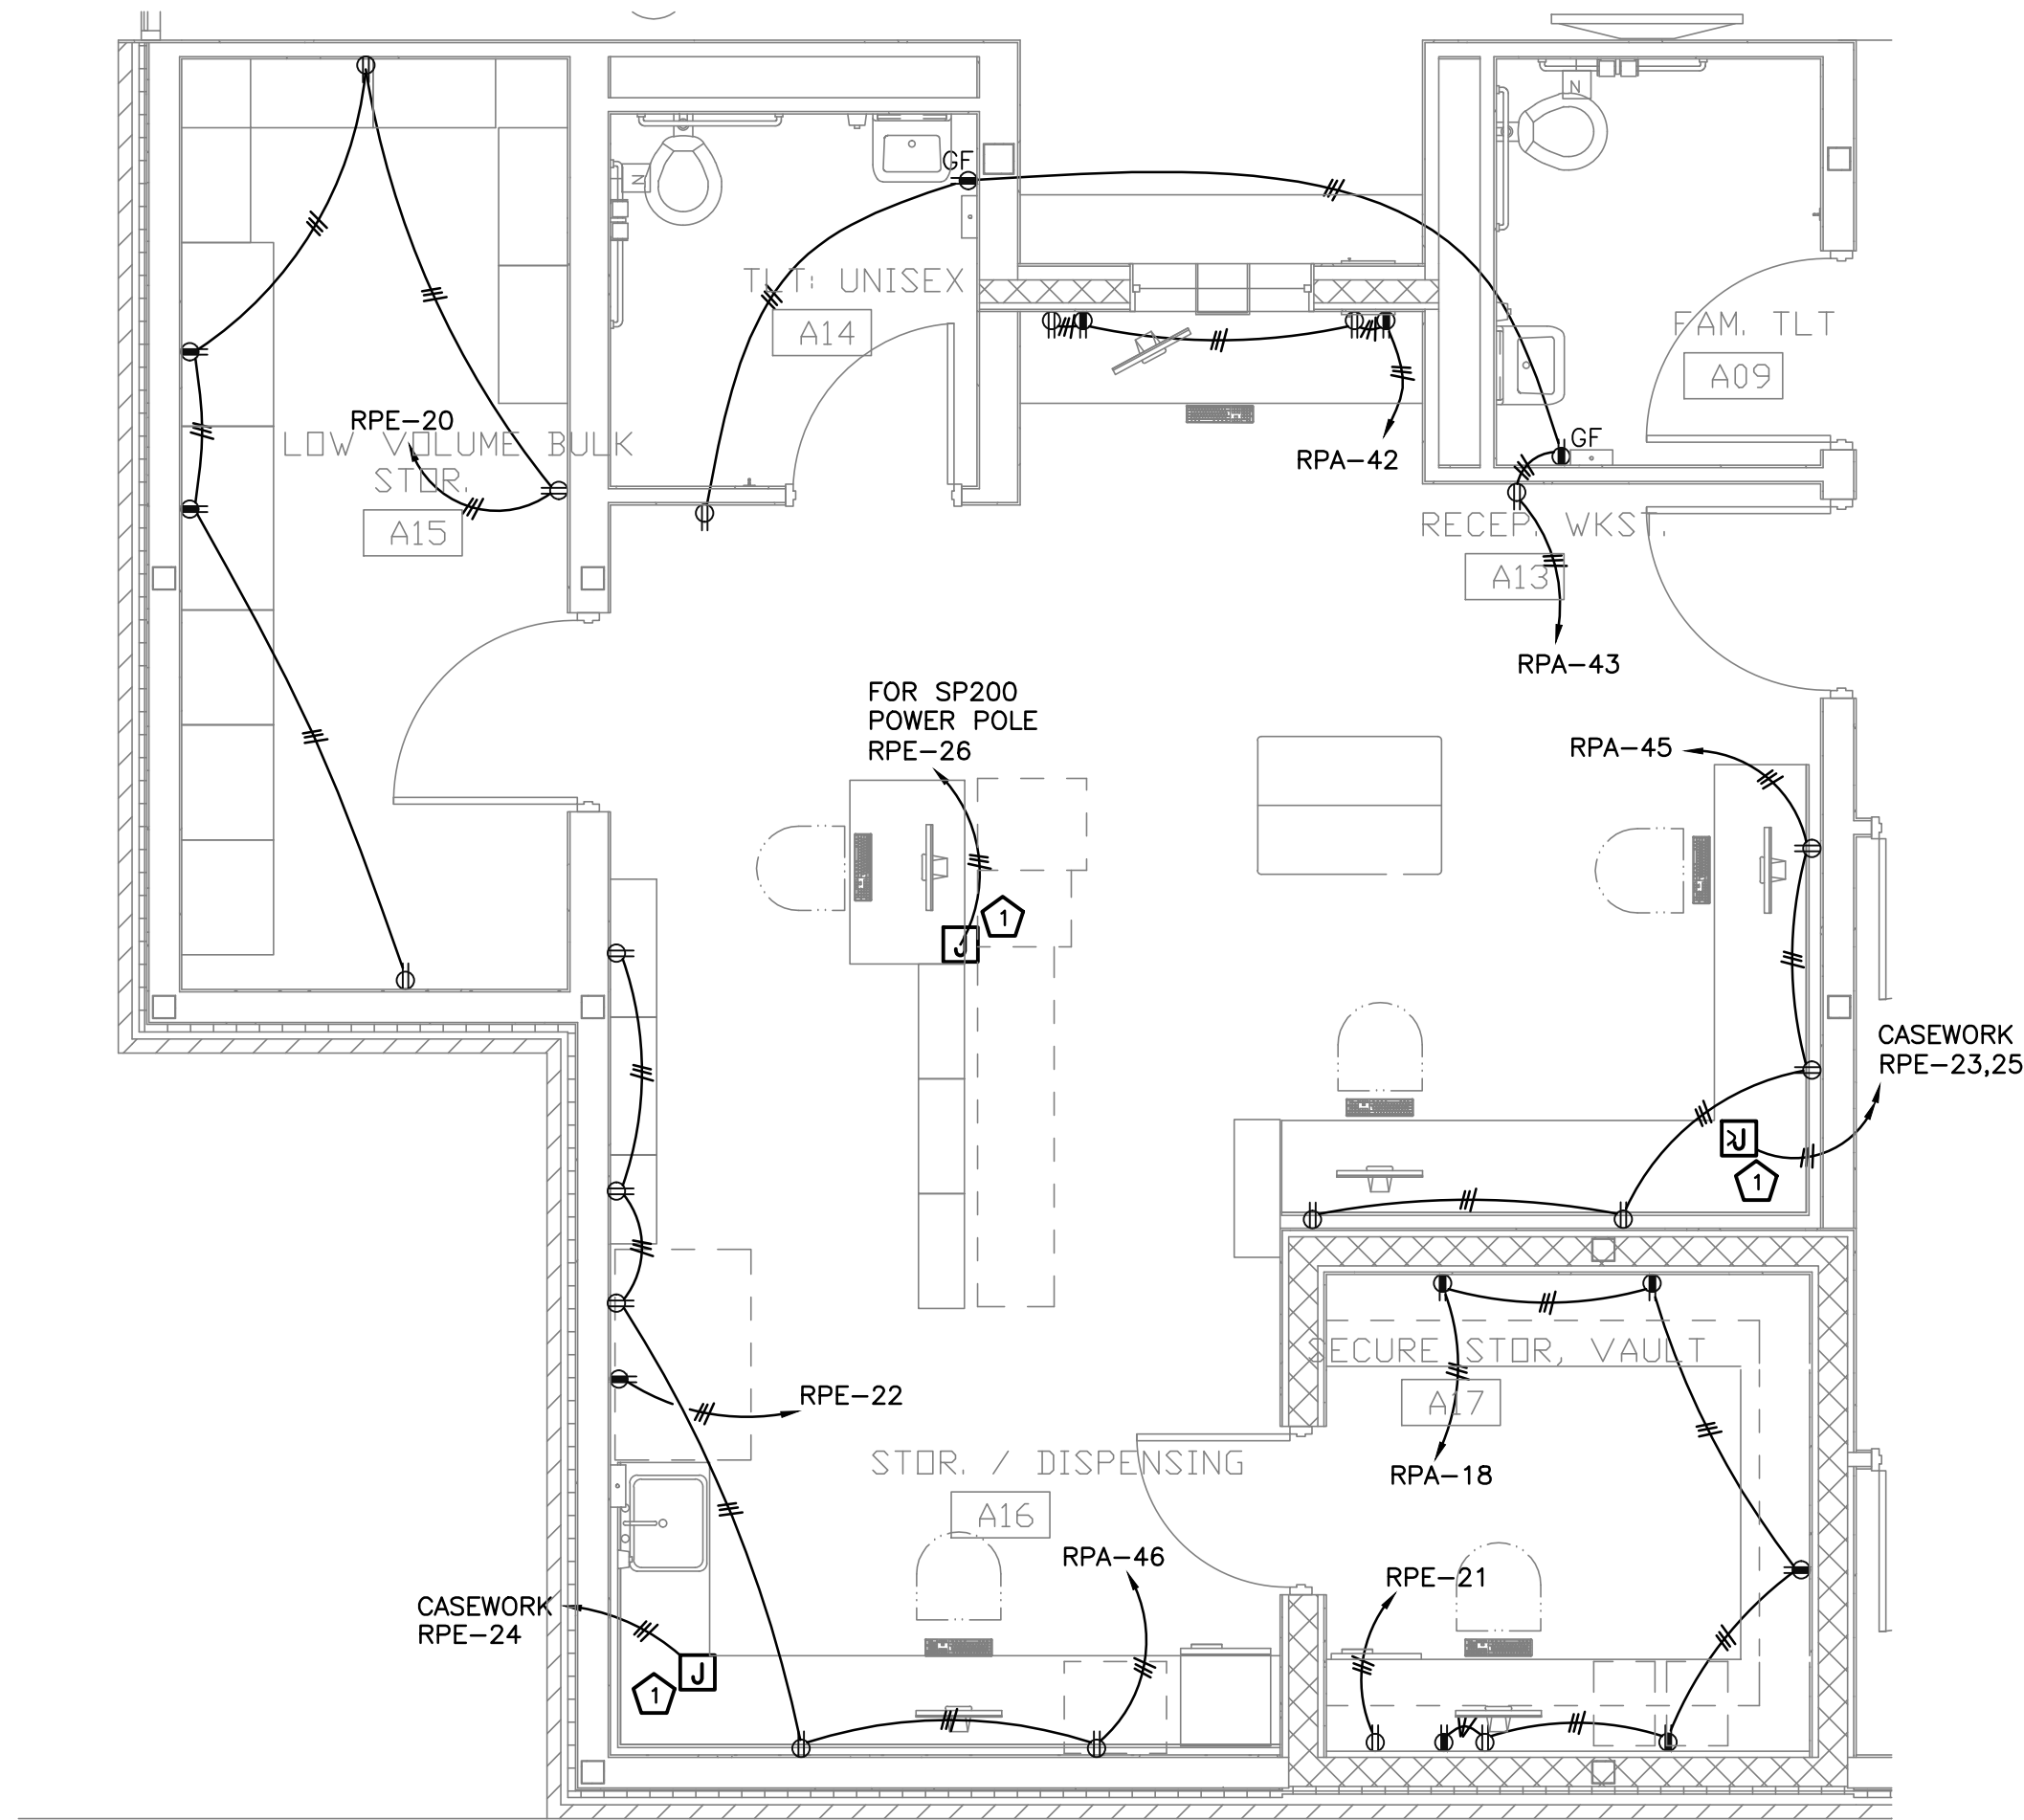 GF
N
N
TLT: UNISEX
A14
FAM. TLT
A09
RPE-20
LOW VOLUME BULK
STOR.
A15
RPA-42
GF
RECEP. WKST.
A13
RPA-43
FOR SP200
POWER POLE
RPE-26
RPA-45
1
J
CASEWORK
RPE-23,25
J
1
SECURE STOR, VAULT
A17
RPE-22
RPA-18
STOR. / DISPENSING
A16
RPA-46
RPE-21
CASEWORK
RPE-24
J
1